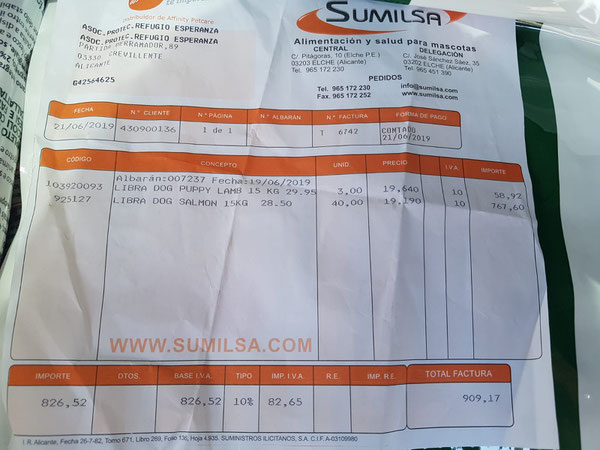 Distribuidor de Affinity Petcare
ASOC.PROTEC.REFUGIO ESPERANZA
ASOC.PROTEC.REFUGIO ESPERANZA
PARTIDA DERRAMADOR,89
03330 CREVILLENTE
ALICANTE
G42564625
SUMILSA
Alimentación y salud para mascotas
CENTRAL
C/ Pitágoras, 10 (Elche P.E.)
03203 ELCHE (Alicante)
Tel. 965 172 230
DELEGACIÓN
C/ José Sánchez Sáez, 35
03202 ELCHE (Alicante)
Tel. 965 451 390
PEDIDOS
Tel. 965 172 230 info@sumilsa.com
Fax. 965 172 252 www.sumilsa.com
FECHA N.º CLIENTE N.º PÁGINA N.º ALBARÁN N.º FACTURA FORMA DE PAGO
21/06/2019 430900136 1 de 1 1 6742 CONTADO
21/06/2019
CÓDIGO CONCEPTO UNID. PRECIO I.V.A. IMPORTE
Albarán:007237 Fecha:19/06/2019
103920093 LIBRA DOG PUPPY LAMB 15 KG 29.95 3,00 19,640 10 58,92
925127 LIBRA DOG SALMON 15KG 28.50 40,00 19,190 10 767,60
WWW.SUMILSA.COM
IMPORTE DTOS. BASE I.V.A. TIPO IMP. I.V.A. R.E. IMP. R.E. TOTAL FACTURA
826,52 826,52 10% 82,65 909,17
I. R. Alicante, Fecha 26-7-82, Tomo 671, Libro 289, Folio 138, Hoja 4.935. SUMINISTROS ILICITANOS, S.A. C.I.F. A-03109980